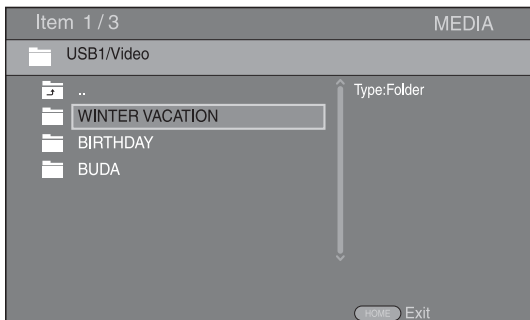 Item 1/3 MEDIA
USB1/Video
..
Type:Folder
WINTER VACATION
BIRTHDAY
BUDA
HOME Exit